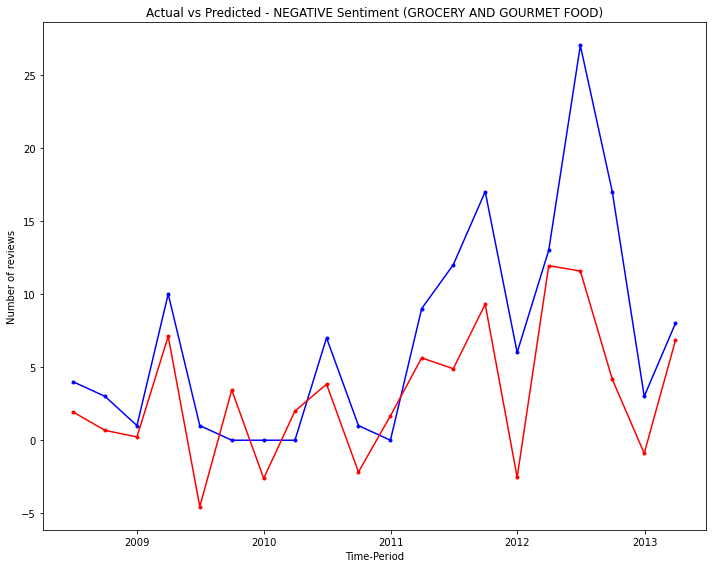 Actual vs Predicted - NEGATIVE Sentiment (GROCERY AND GOURMET FOOD)
Number of reviews
25
20
15
10
5
0
−5
2009 2010 2011 2012 2013
Time-Period